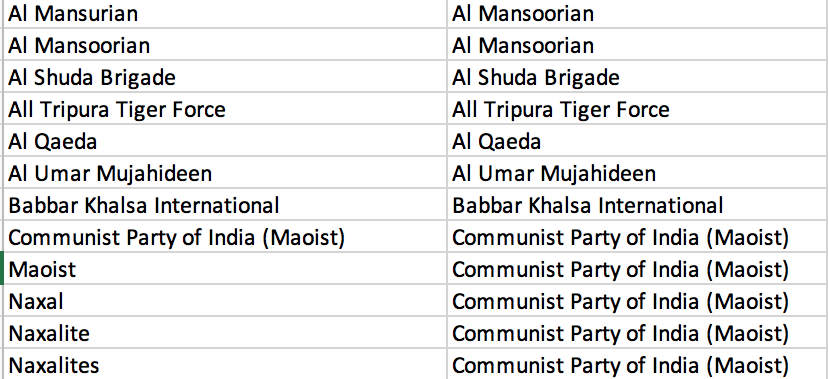 Al Mansurian Al Mansoorian
Al Mansoorian Al Mansoorian
Al Shuda Brigade Al Shuda Brigade
All Tripura Tiger Force All Tripura Tiger Force
Al Qaeda Al Qaeda
Al Umar Mujahideen Al Umar Mujahideen
Babbar Khalsa International Babbar Khalsa International
Communist Party of India (Maoist) Communist Party of India (Maoist)
Maoist Communist Party of India (Maoist)
Naxal Communist Party of India (Maoist)
Naxalite Communist Party of India (Maoist)
Naxalites Communist Party of India (Maoist)